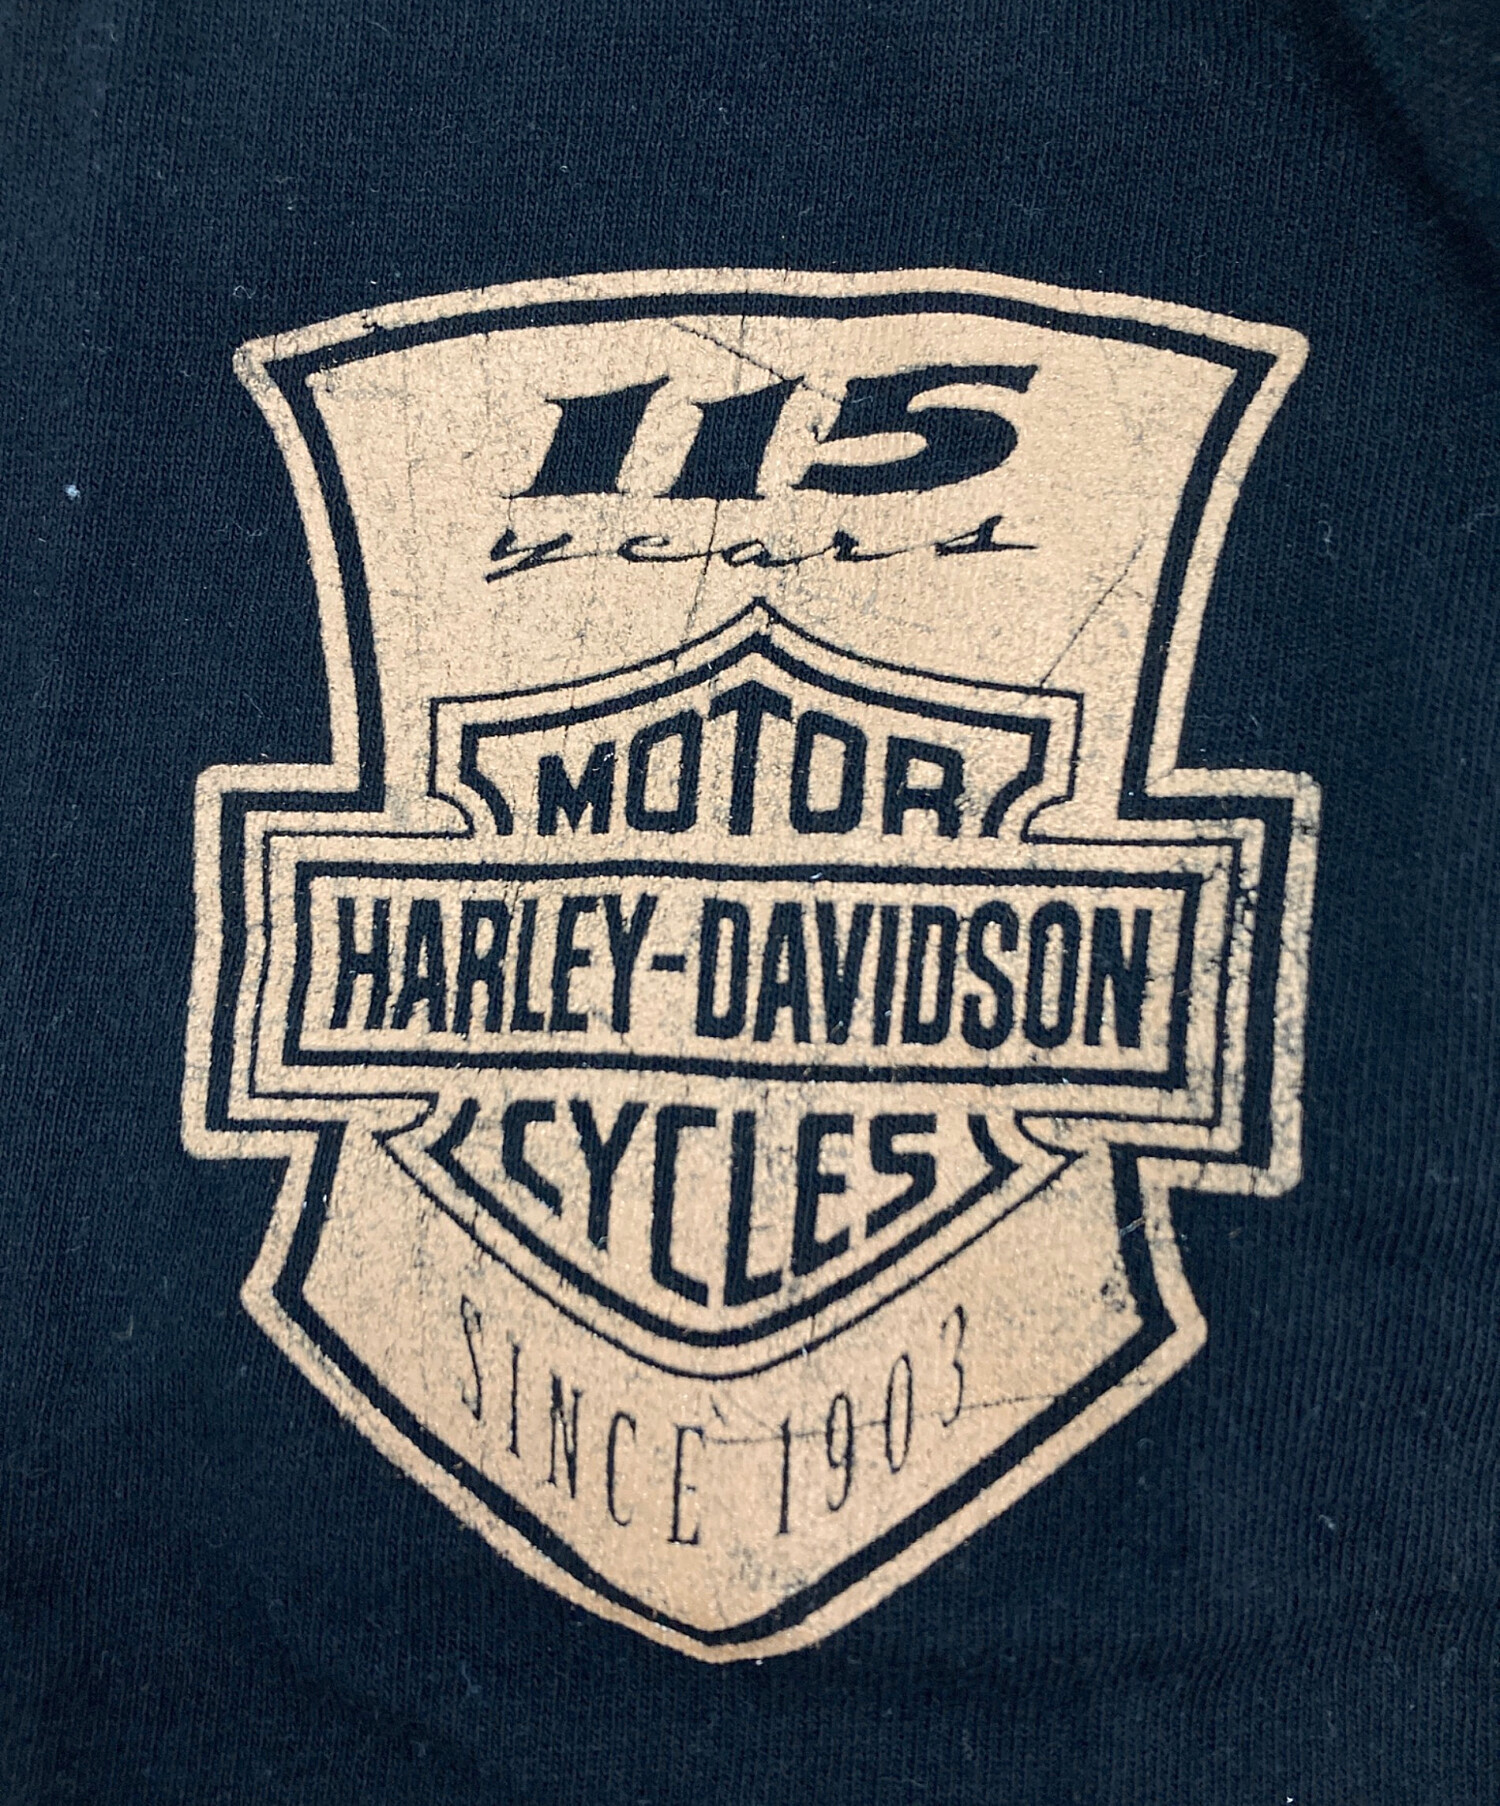 115
years
MOTOR
HARLEY-DAVIDSON
CYCLES
SINCE 1903